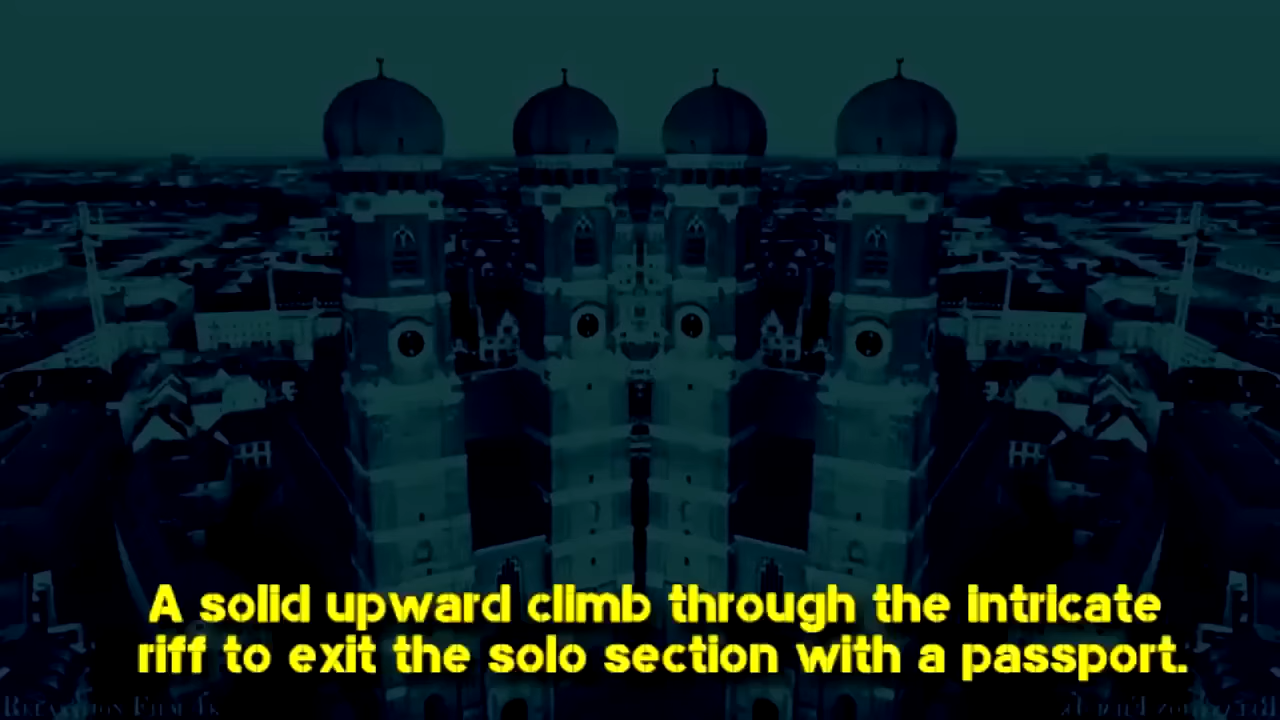 A solid upward climb through the intricate
riff to exit the solo section with a passport.